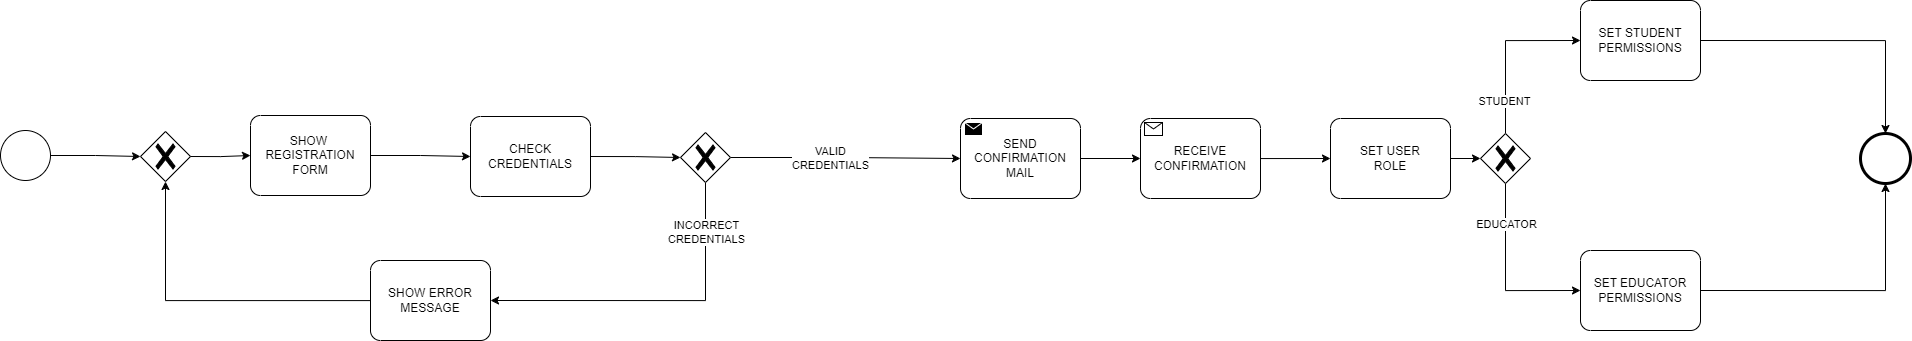 SET STUDENT
PERMISSIONS
STUDENT
SHOW
REGISTRATION
FORM
CHECK
CREDENTIALS
VALID
CREDENTIALS
SEND
CONFIRMATION
MAIL
RECEIVE
CONFIRMATION
SET USER
ROLE
INCORRECT
CREDENTIALS
EDUCATOR
SHOW ERROR
MESSAGE
SET EDUCATOR
PERMISSIONS